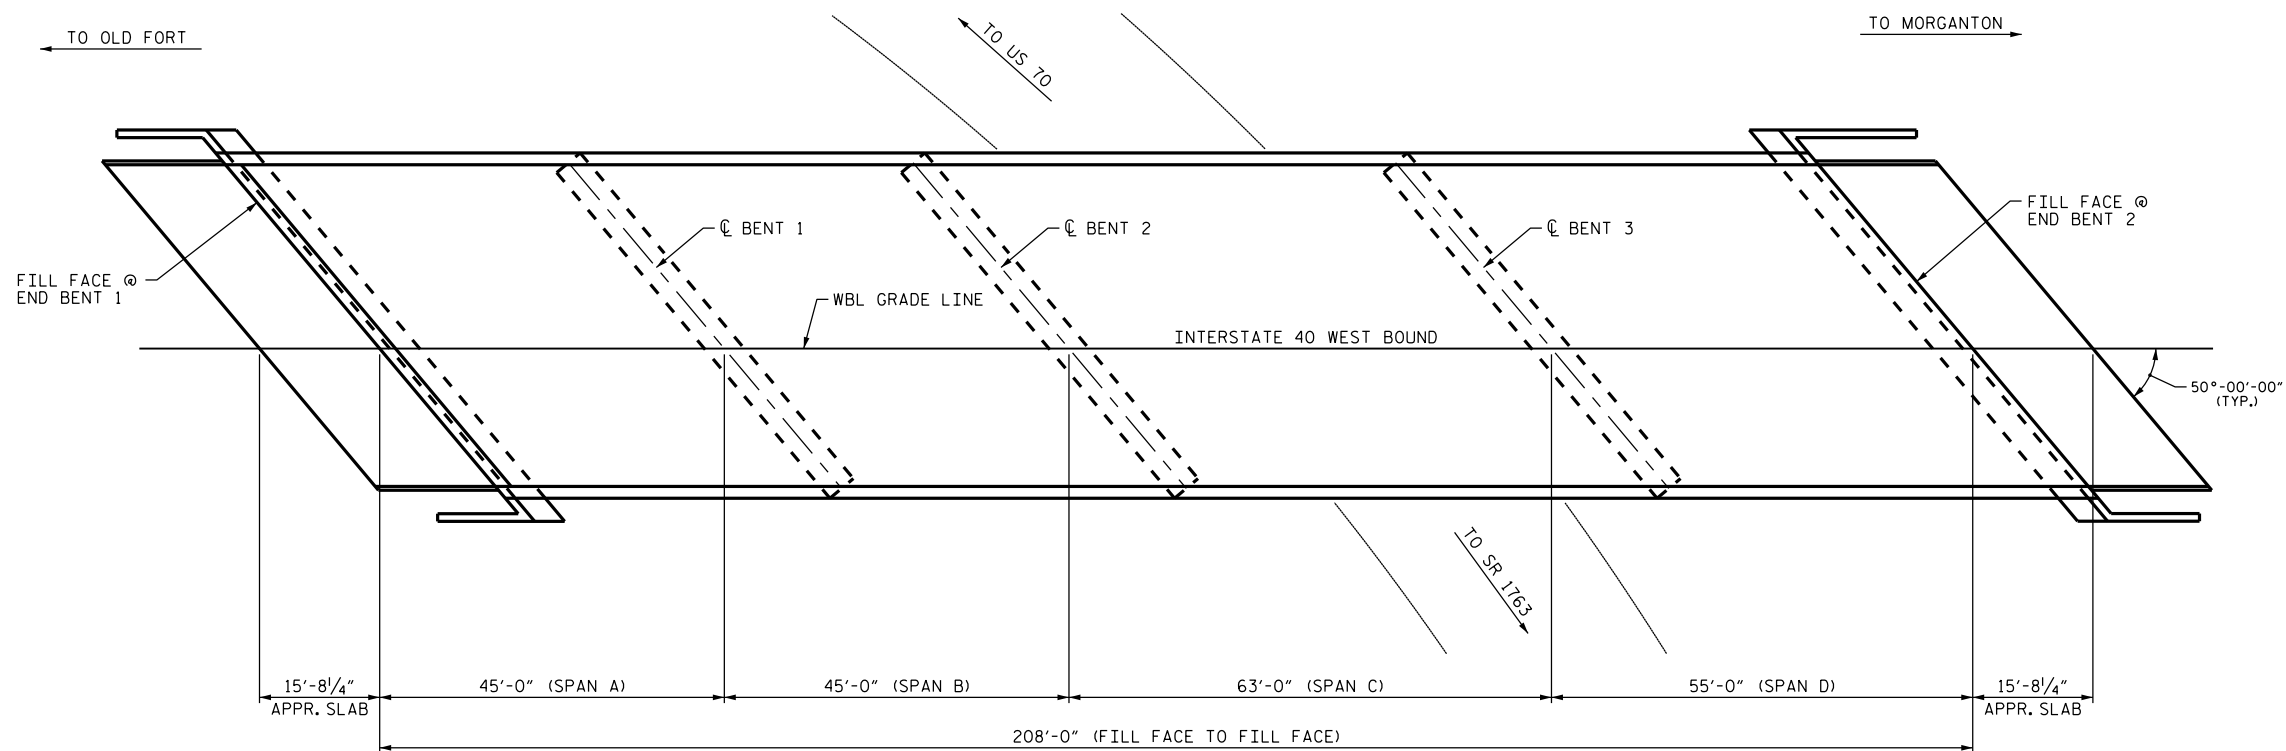 TO OLD FORT
TO US 70
TO MORGANTON
FILL FACE @
END BENT 1
℄ BENT 1
℄ BENT 2
℄ BENT 3
FILL FACE @
END BENT 2
WBL GRADE LINE
INTERSTATE 40 WEST BOUND
50°-00'-00"
(TYP.)
TO SR 1763
15'-8¼"
APPR. SLAB
45'-0" (SPAN A)
45'-0" (SPAN B)
63'-0" (SPAN C)
55'-0" (SPAN D)
15'-8¼"
APPR. SLAB
208'-0" (FILL FACE TO FILL FACE)